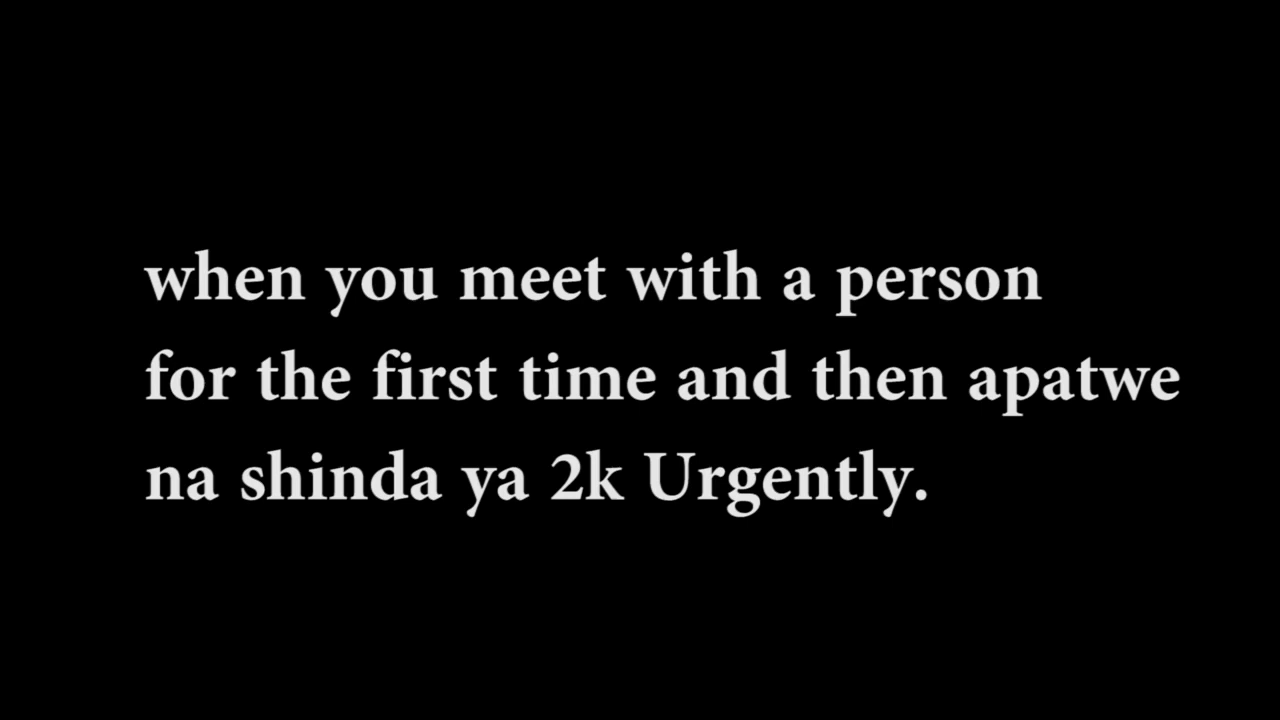 when you meet with a person
for the first time and then apatwe
na shinda ya 2k Urgently.